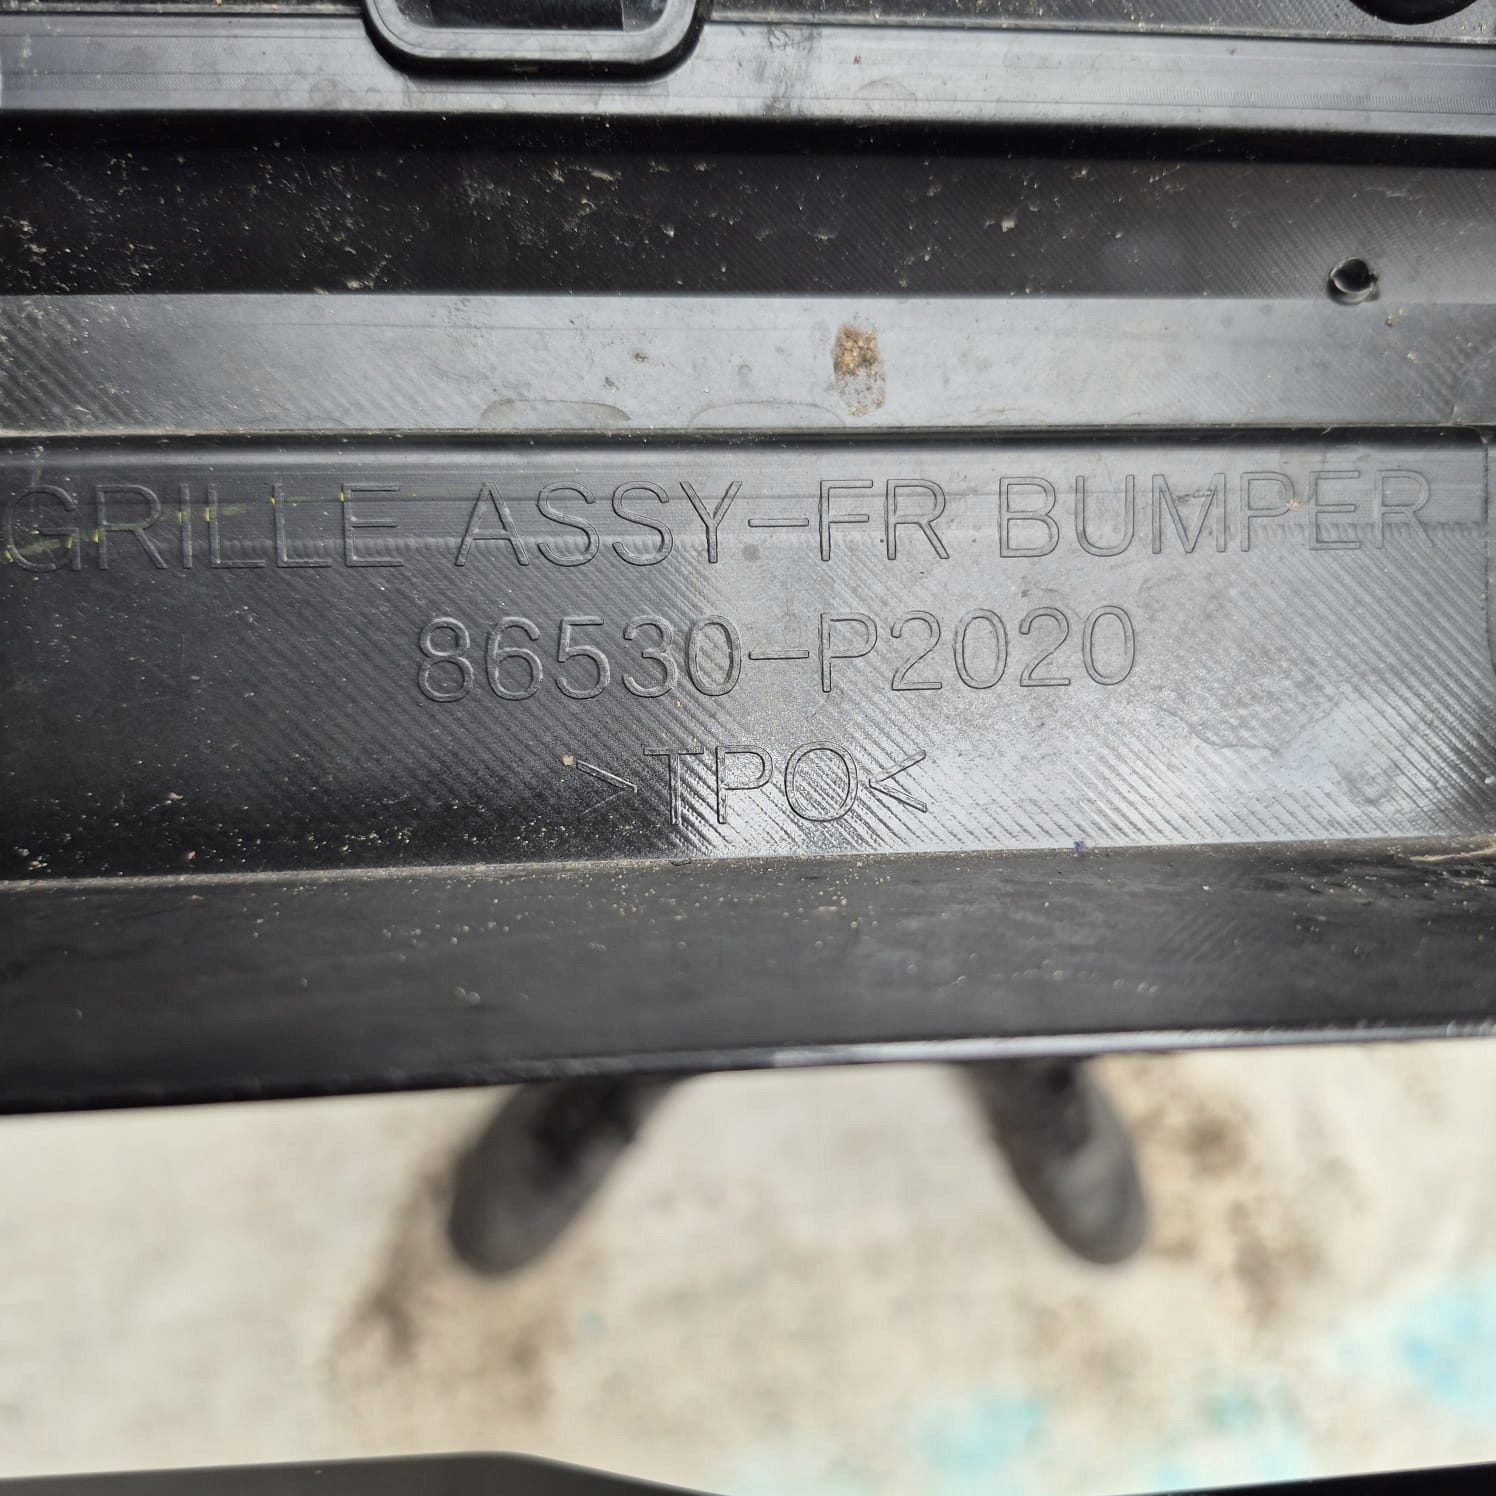 GRILLE ASSY-FR BUMPER
86530-P2020
>TPO<